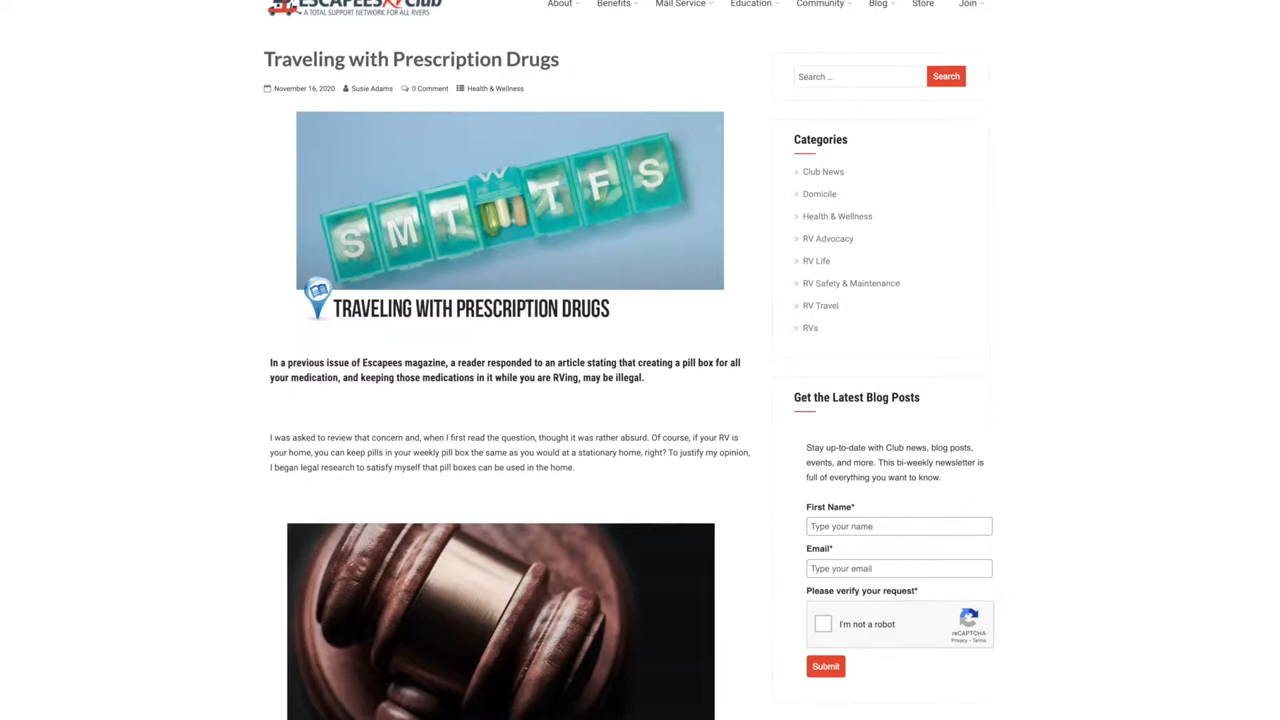 ESCAPEES RV Club
A TOTAL SUPPORT NETWORK FOR ALL RVERS
About Benefits Mail Service Education Community Blog Store Join
Traveling with Prescription Drugs
November 16, 2020 Susie Adams 0 Comment Health & Wellness
S M T W T F S
TRAVELING WITH PRESCRIPTION DRUGS
In a previous issue of Escapees magazine, a reader responded to an article stating that creating a pill box for all
your medication, and keeping those medications in it while you are RVing, may be illegal.
I was asked to review that concern and, when I first read the question, thought it was rather absurd. Of course, if your RV is
your home, you can keep pills in your weekly pill box the same as you would at a stationary home, right? To justify my opinion,
I began legal research to satisfy myself that pill boxes can be used in the home.
Search ...
Search
Categories
» Club News
» Domicile
» Health & Wellness
» RV Advocacy
» RV Life
» RV Safety & Maintenance
» RV Travel
» RVs
Get the Latest Blog Posts
Stay up-to-date with Club news, blog posts,
events, and more. This bi-weekly newsletter is
full of everything you want to know.
First Name*
Type your name
Email*
Type your email
Please verify your request*
I'm not a robot
reCAPTCHA
Privacy - Terms
Submit